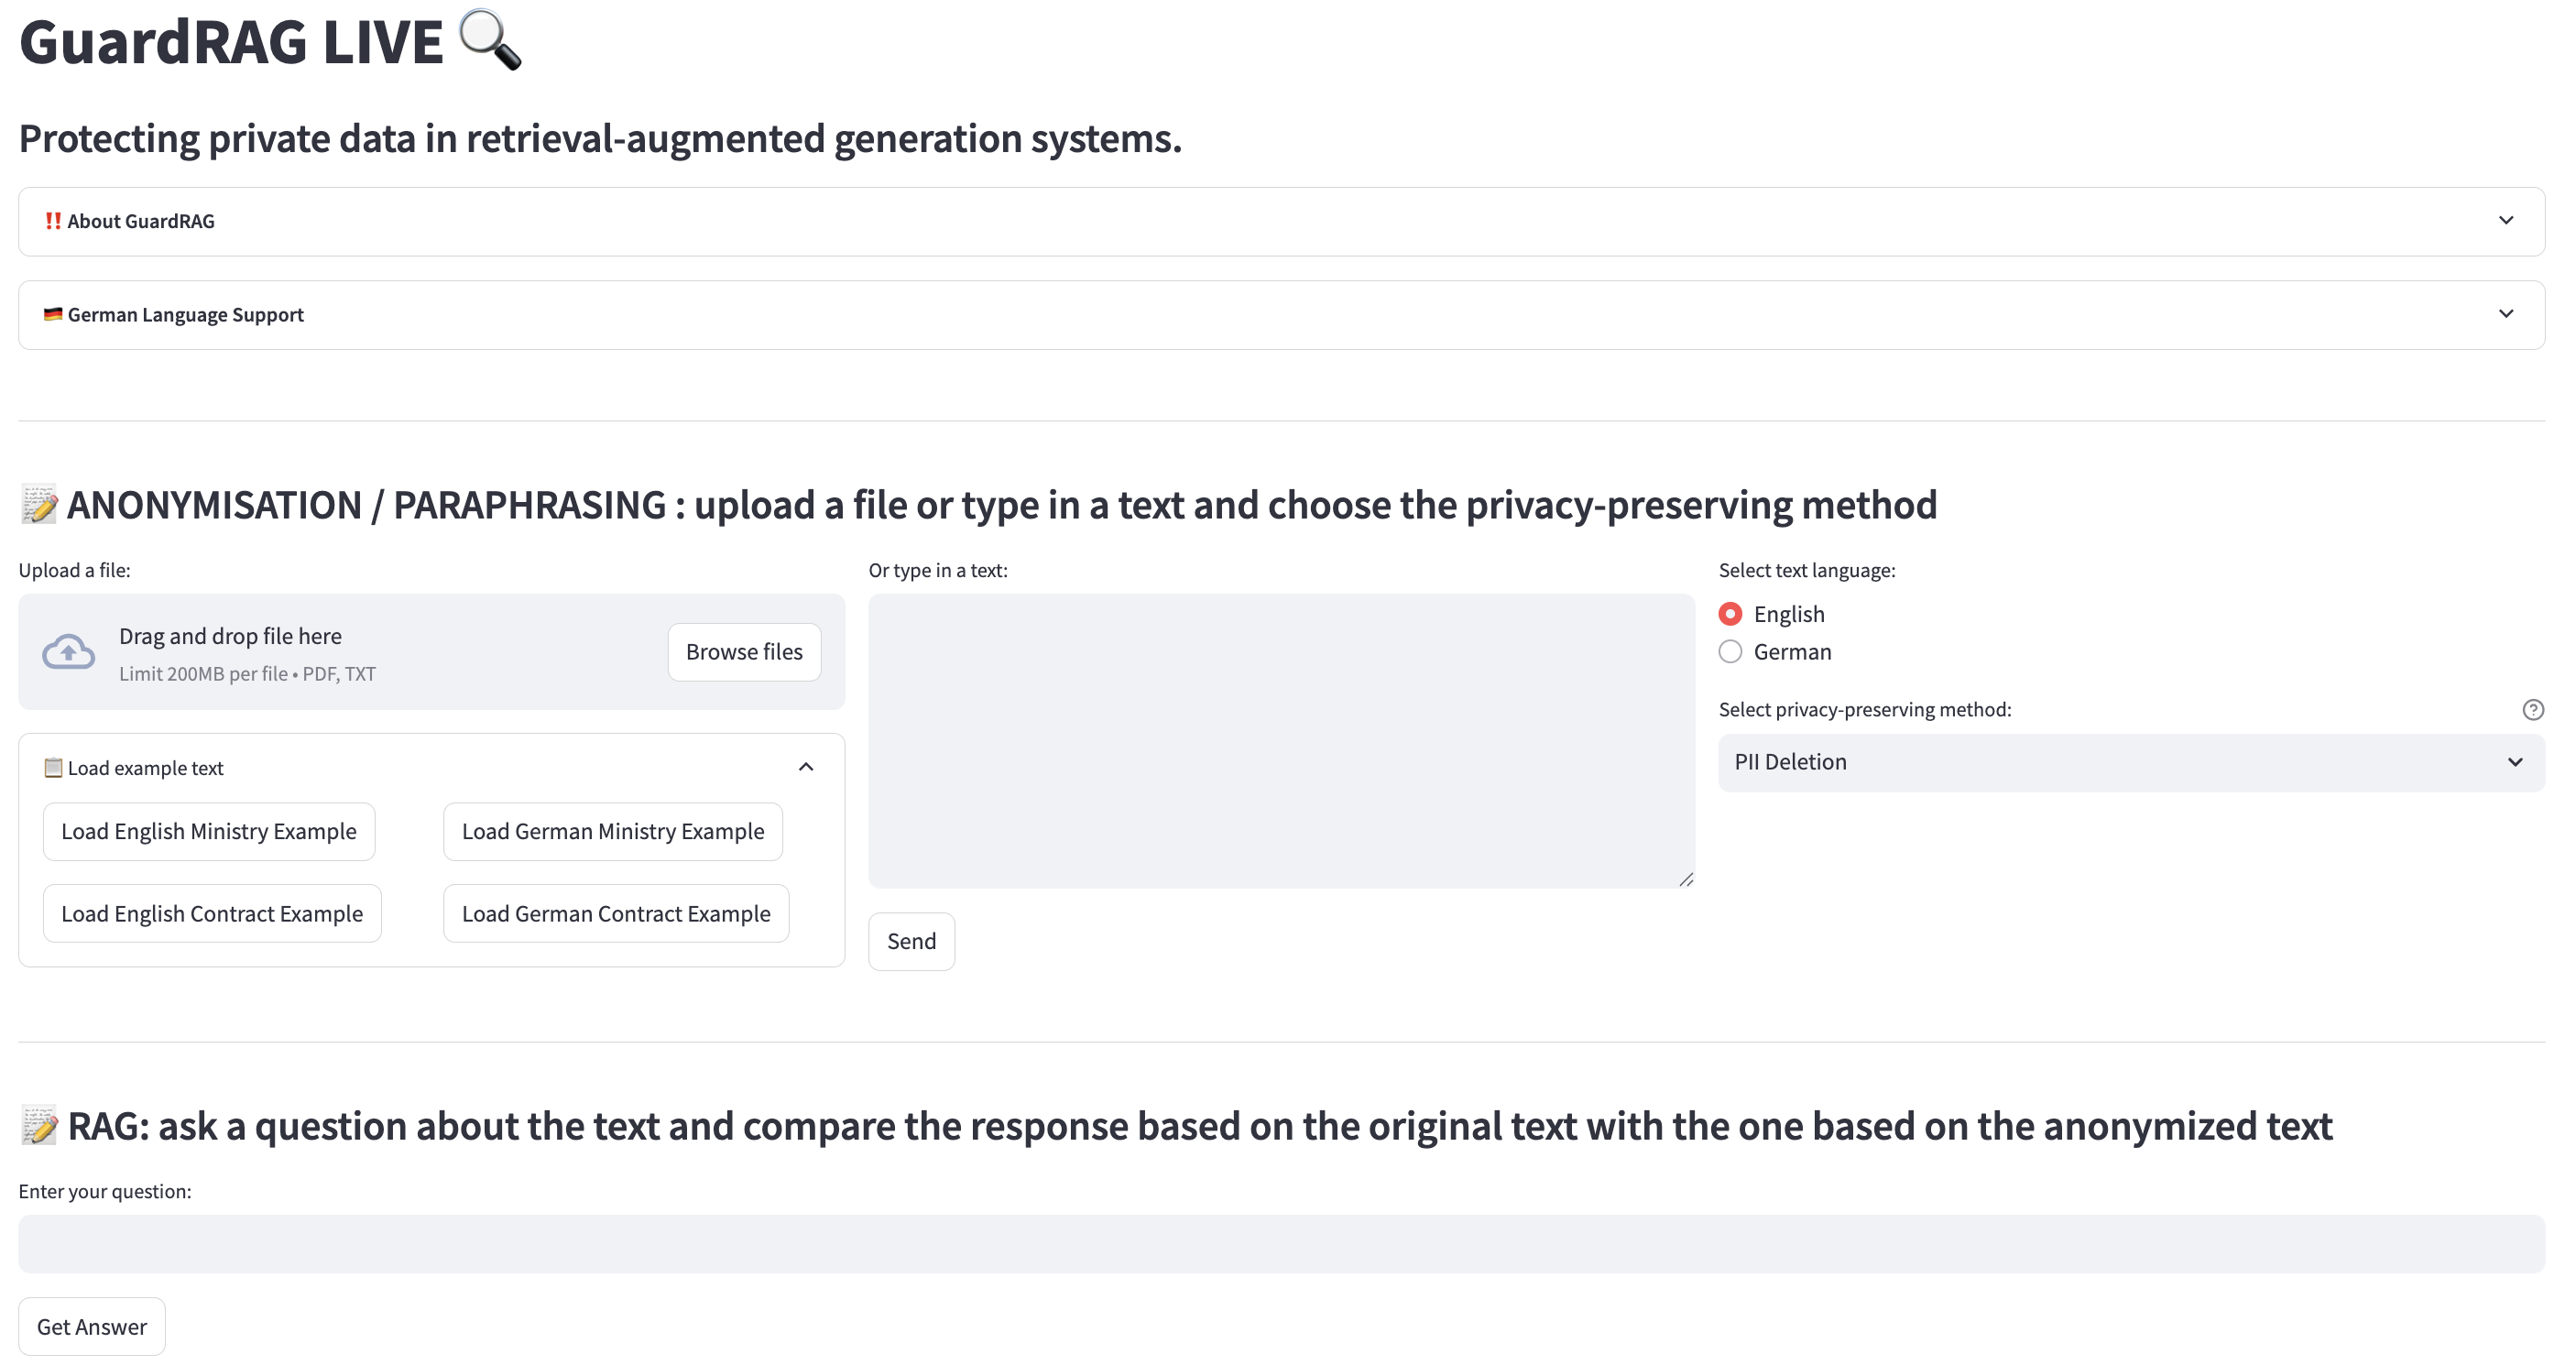 GuardRAG LIVE 🔍
Protecting private data in retrieval-augmented generation systems.
‼️ About GuardRAG
🇩🇪 German Language Support
📝 ANONYMISATION / PARAPHRASING : upload a file or type in a text and choose the privacy-preserving method
Upload a file:
Drag and drop file here
Limit 200MB per file • PDF, TXT
Browse files
📋 Load example text
Load English Ministry Example
Load German Ministry Example
Load English Contract Example
Load German Contract Example
Or type in a text:
Send
Select text language:
English
German
Select privacy-preserving method:
PII Deletion
📝 RAG: ask a question about the text and compare the response based on the original text with the one based on the anonymized text
Enter your question:
Get Answer